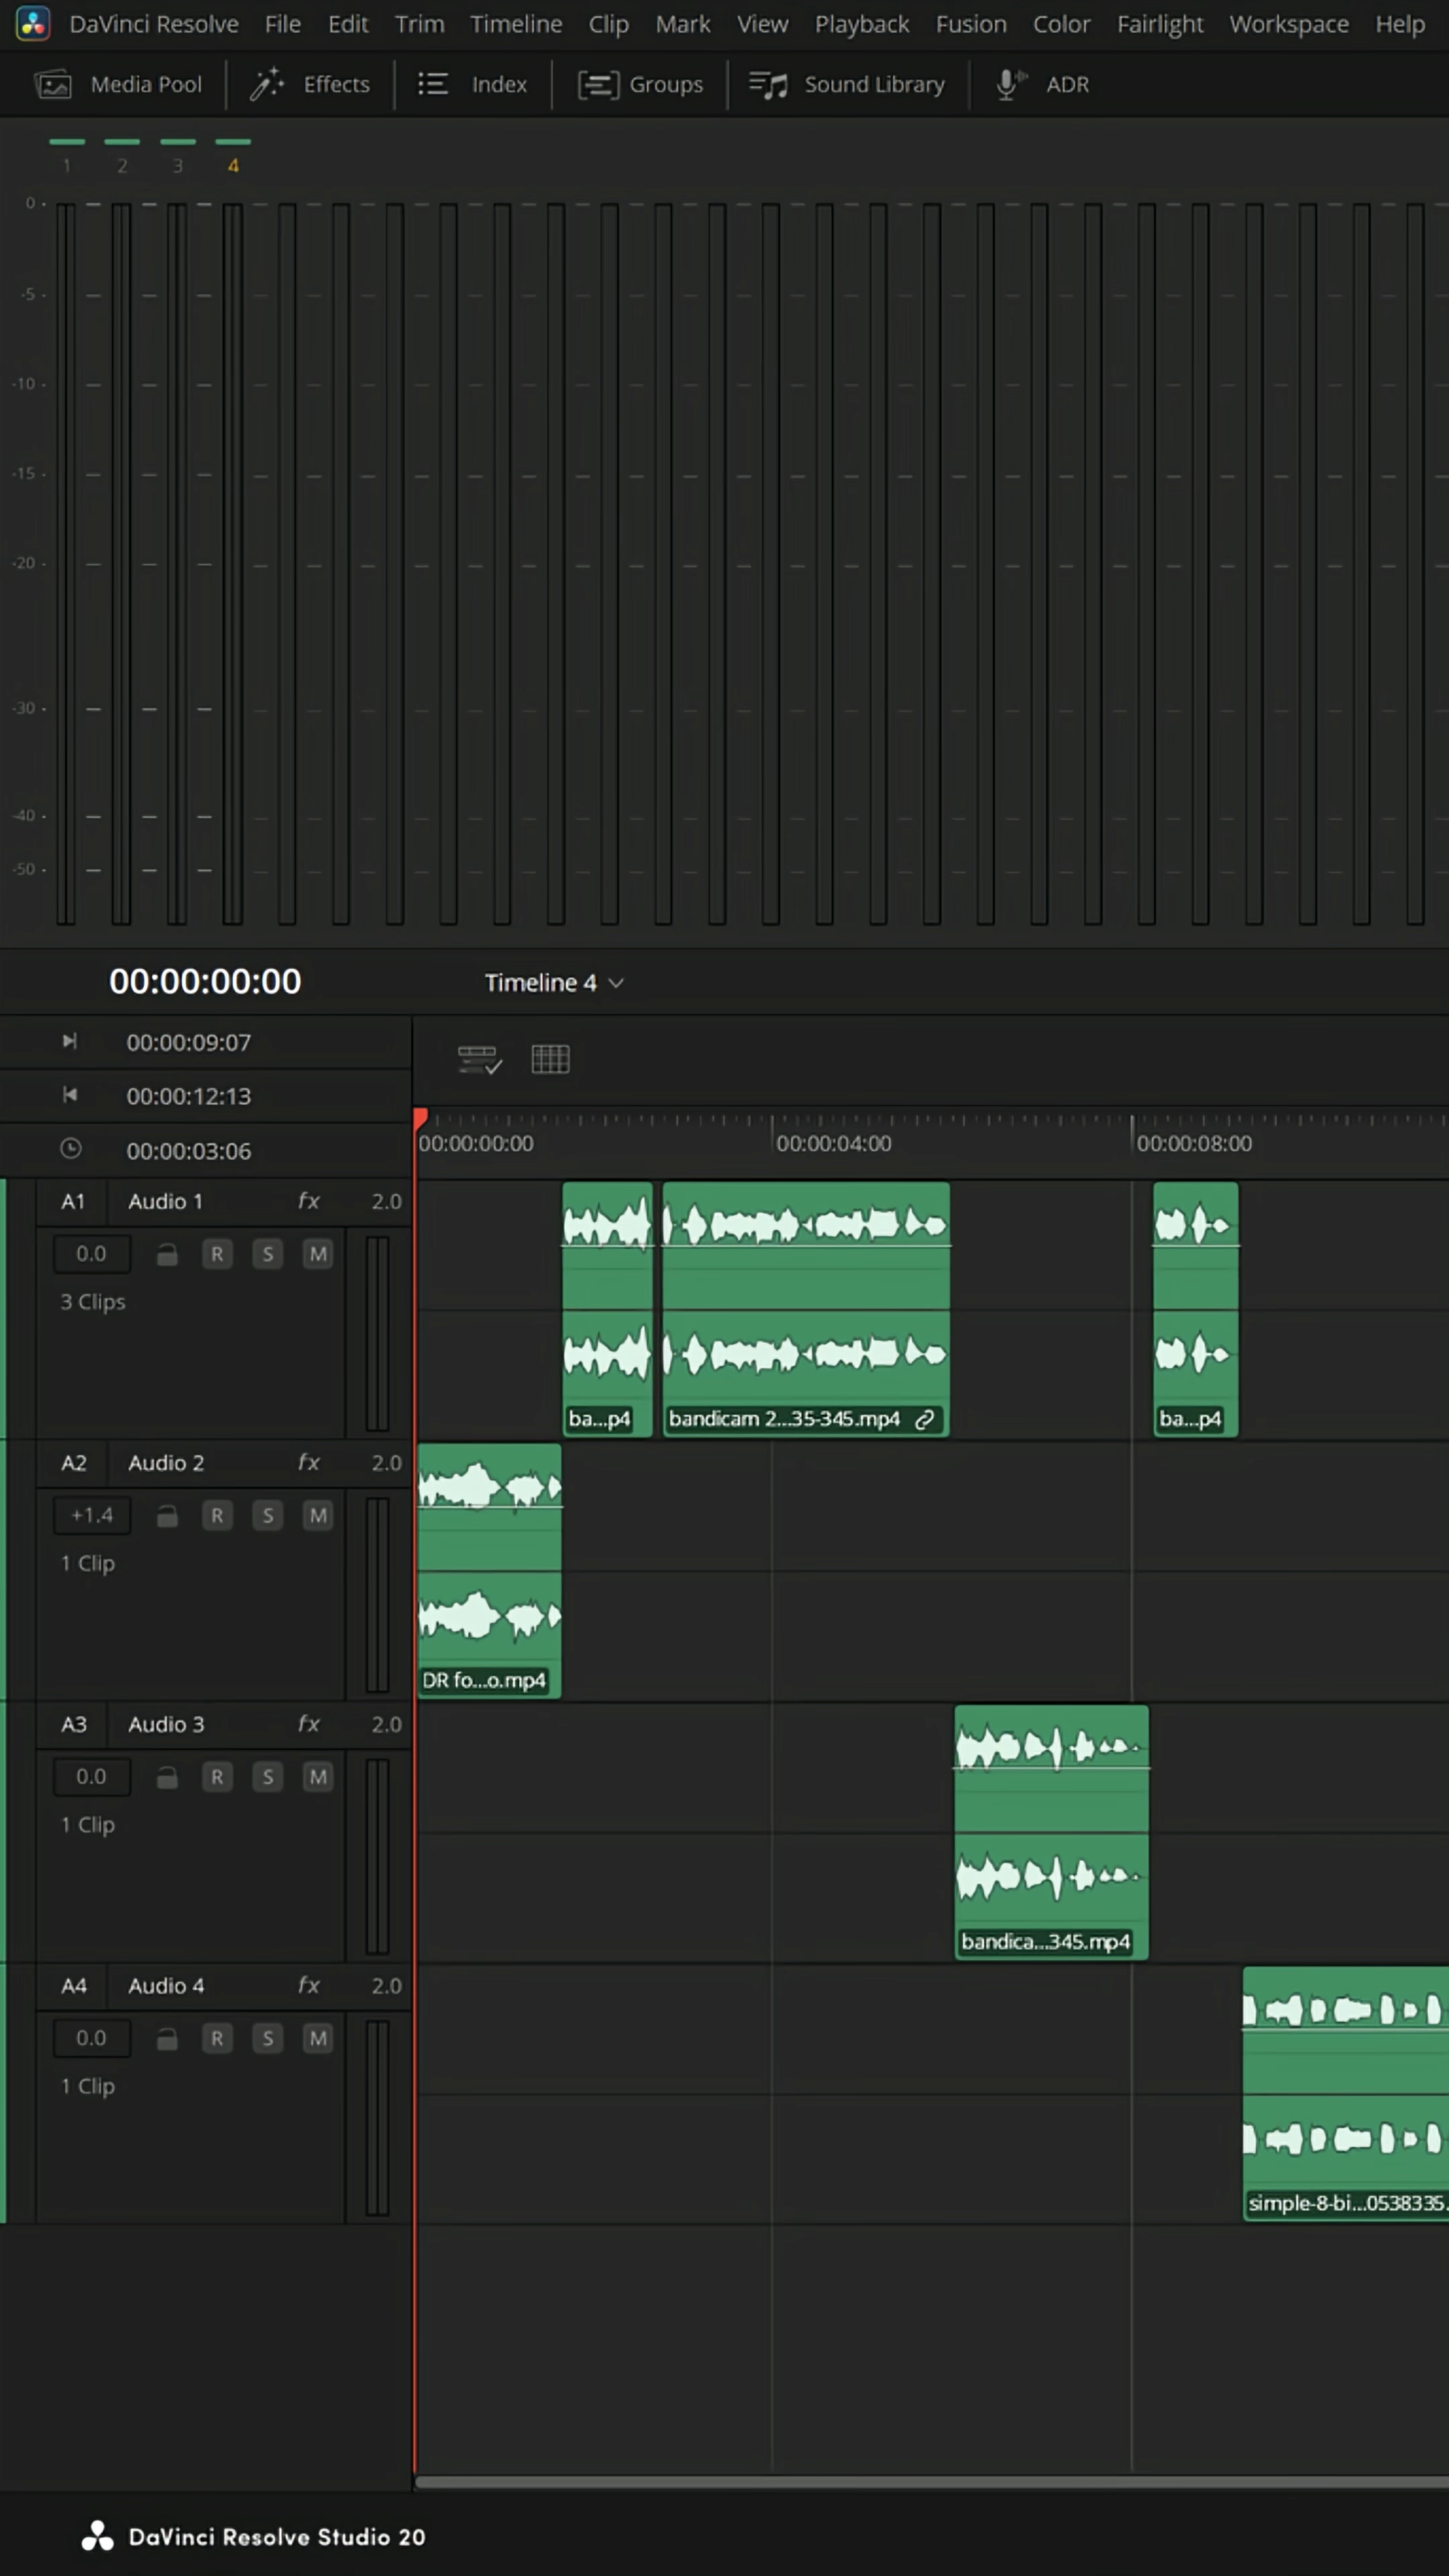 DaVinci Resolve File Edit Trim Timeline Clip Mark View Playback Fusion Color Fairlight Workspace Help
Media Pool Effects Index Groups Sound Library ADR
1 2 3 4
0
-5
-10
-15
-20
-30
-40
-50
00:00:00:00 Timeline 4
00:00:09:07
00:00:12:13
00:00:03:06
00:00:00:00 00:00:04:00 00:00:08:00
A1 Audio 1 fx 2.0
0.0 R S M
3 Clips
ba...p4 bandicam 2...35-345.mp4 ba...p4
A2 Audio 2 fx 2.0
+1.4 R S M
1 Clip
DR fo...o.mp4
A3 Audio 3 fx 2.0
0.0 R S M
1 Clip
bandica...345.mp4
A4 Audio 4 fx 2.0
0.0 R S M
1 Clip
simple-8-bi...0538335.
DaVinci Resolve Studio 20